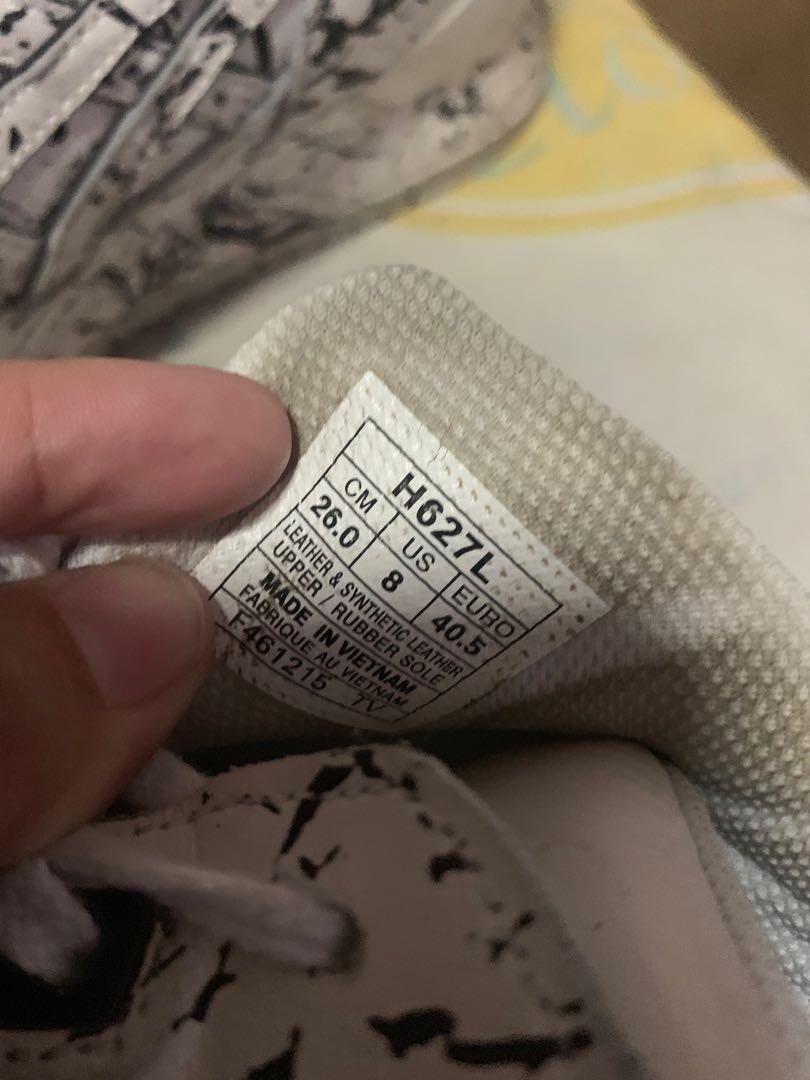 H627L
CM US EURO
26.0 8 40.5
LEATHER & SYNTHETIC LEATHER
UPPER / RUBBER SOLE
MADE IN VIETNAM
FABRIQUE AU VIETNAM
F461215 7V